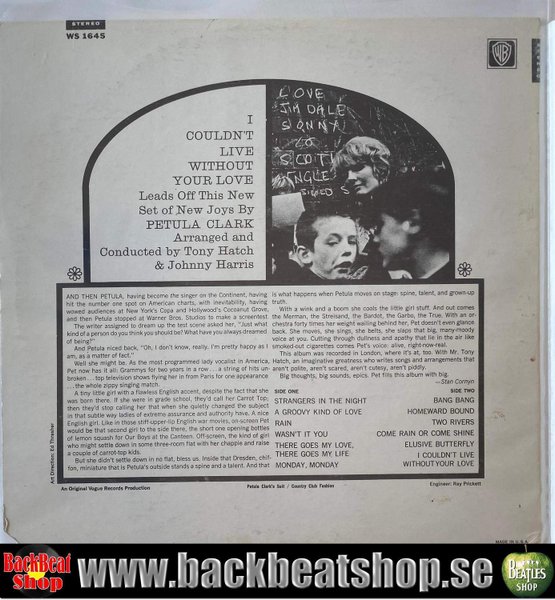 STEREO
WS 1645
WB
I
COULDN'T
LIVE
WITHOUT
YOUR LOVE
Leads Off This New
Set of New Joys By
PETULA CLARK
Arranged and
Conducted by Tony Hatch
& Johnny Harris
LOVE
JIM DALE
SONNY
SCOTT
AND THEN PETULA, having become the singer on the Continent, having
hit the number one spot on American charts, with inevitability, having
wowed audiences at New York's Copa and Hollywood's Cocoanut Grove,
and then Petula stopped at Warner Bros. Studios to make a screentest
The writer assigned to dream up the test scene asked her, "Just what
kind of a person do you think you should be? What have you always dreamed
of being?"
And Petula niced back, "Oh, I don't know, really. I'm pretty happy as I
am, as a matter of fact."
Well she might be. As the most programmed lady vocalist in America,
Pet now has it all: Grammys for two years in a row . . . a string of hits un-
broken . . . top television shows flying her in from Paris for one appearance
. . . the whole zippy singing match.
A tiny little girl with a flawless English accent, despite the fact that she
was born there. If she were in grade school, they'd call her Carrot Top;
then they'd stop calling her that when she quietly changed the subject
in that subtle way ladies of extreme assurance and authority have. A nice
English girl. Like in those stiff-upper-lip English war movies, on-screen Pet
would be that second girl to the side there, the short one opening bottles
of lemon squash for Our Boys at the Canteen. Off-screen, the kind of girl
who might settle down in some three-room flat with her chappie and raise
a couple of carrot-top kids.
But she didn't settle down in no flat, bless us. Inside that Dresden, chif-
fon, miniature that is Petula's outside stands a spine and a talent. And that
is what happens when Petula moves on stage: spine, talent, and grown-up
truth.
With a wink and a boom she cools the little girl stuff. And out comes
the Merman, the Streisand, the Bardot, the Garbo, the True. With an or-
chestra forty times her weight wailing behind her, Pet doesn't even glance
back. She moves, she sings, she belts, she slaps that big, many-moody
voice at you. Cutting through dullness and apathy that lie in the air like
smoked-out cigarettes comes Pet's voice: alive, right-now-real.
This album was recorded in London, where it's at, too. With Mr. Tony
Hatch, an imaginative greatness who writes songs and arrangements that
aren't polite, aren't scared, aren't cutesy, aren't piddly.
Big thoughts, big sounds, epics. Pet fills this album with big.
—Stan Cornyn
SIDE ONE
STRANGERS IN THE NIGHT
A GROOVY KIND OF LOVE
RAIN
WASN'T IT YOU
THERE GOES MY LOVE,
THERE GOES MY LIFE
MONDAY, MONDAY
SIDE TWO
BANG BANG
HOMEWARD BOUND
TWO RIVERS
COME RAIN OR COME SHINE
ELUSIVE BUTTERFLY
I COULDN'T LIVE
WITHOUT YOUR LOVE
Art Direction: Ed Thrasher
An Original Vogue Records Production
Petula Clark's Suit / Country Club Fashion
Engineer: Ray Prickett
MADE IN U.S.A.
BackBeat
Shop
www.backbeatshop.se
BEATLES
SHOP